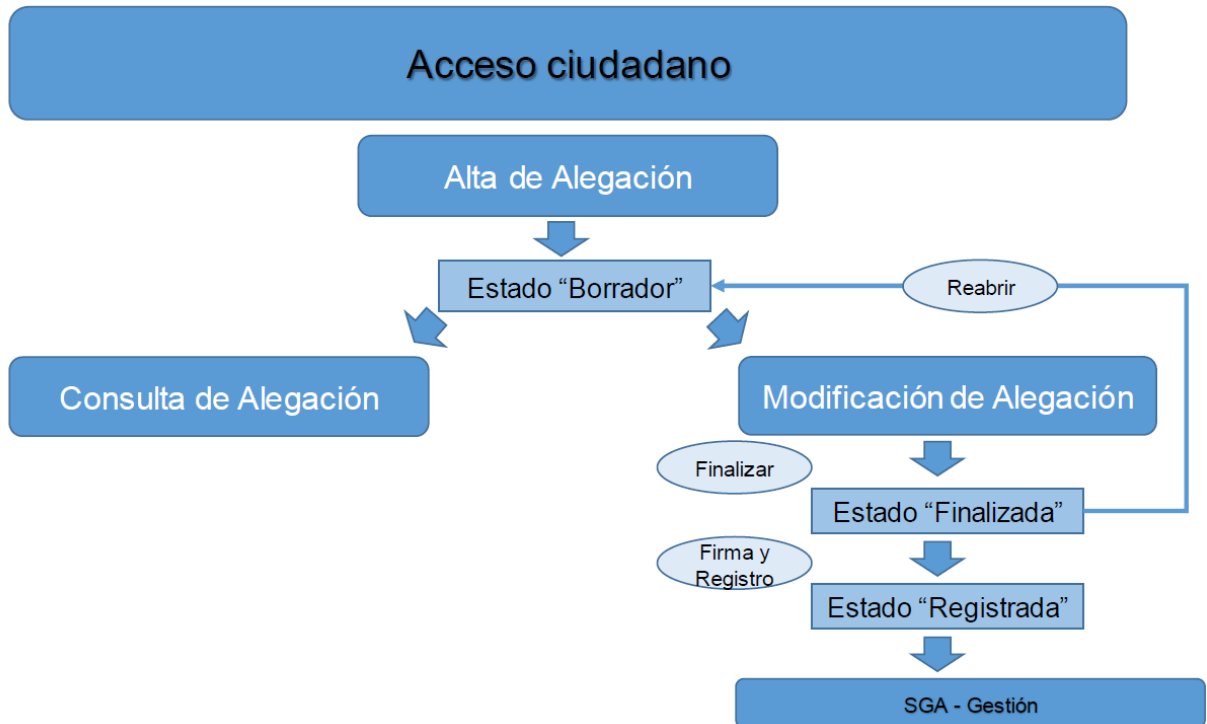 Acceso ciudadano
Alta de Alegación
Estado “Borrador”
Reabrir
Consulta de Alegación
Modificación de Alegación
Finalizar
Estado “Finalizada”
Firma y
Registro
Estado “Registrada”
SGA - Gestión